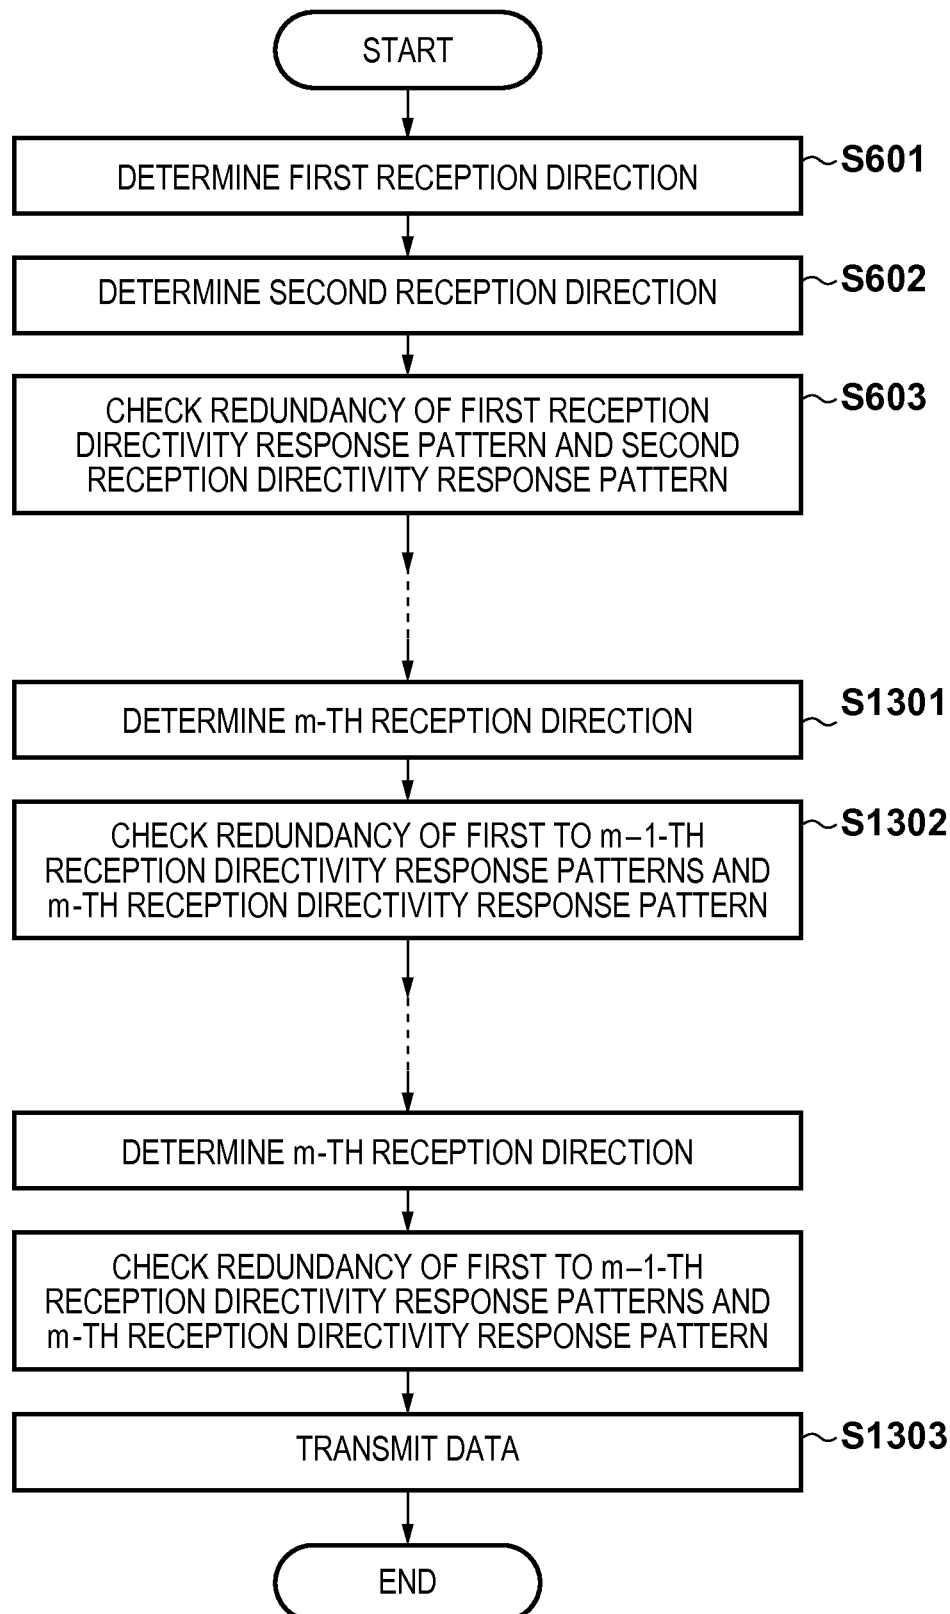 START
DETERMINE FIRST RECEPTION DIRECTION
S601
DETERMINE SECOND RECEPTION DIRECTION
S602
CHECK REDUNDANCY OF FIRST RECEPTION
DIRECTIVITY RESPONSE PATTERN AND SECOND
RECEPTION DIRECTIVITY RESPONSE PATTERN
S603
DETERMINE m-TH RECEPTION DIRECTION
S1301
CHECK REDUNDANCY OF FIRST TO m–1-TH
RECEPTION DIRECTIVITY RESPONSE PATTERNS AND
m-TH RECEPTION DIRECTIVITY RESPONSE PATTERN
S1302
DETERMINE m-TH RECEPTION DIRECTION
CHECK REDUNDANCY OF FIRST TO m–1-TH
RECEPTION DIRECTIVITY RESPONSE PATTERNS AND
m-TH RECEPTION DIRECTIVITY RESPONSE PATTERN
TRANSMIT DATA
S1303
END